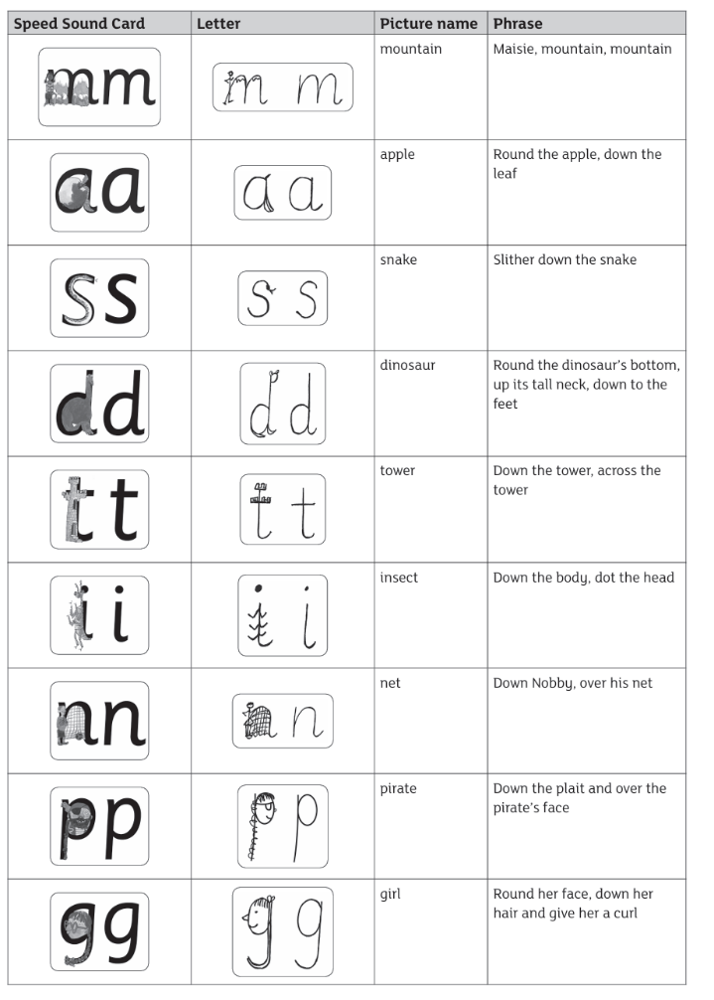 Speed Sound Card Letter Picture name Phrase
mm m m mountain Maisie, mountain, mountain
aa a a apple Round the apple, down the
leaf
ss s s snake Slither down the snake
dd d d dinosaur Round the dinosaur's bottom,
up its tall neck, down to the
feet
tt t t tower Down the tower, across the
tower
ii i i insect Down the body, dot the head
nn n n net Down Nobby, over his net
pp p p pirate Down the plait and over the
pirate's face
gg g g girl Round her face, down her
hair and give her a curl